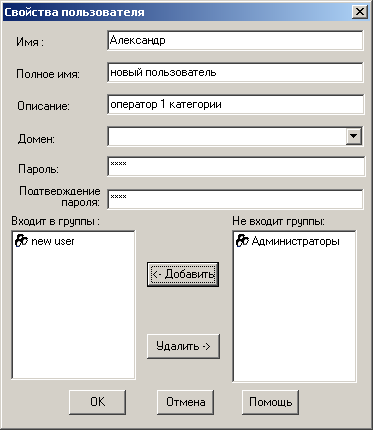 Свойства пользователя
Имя : Александр
Полное имя: новый пользователь
Описание: оператор 1 категории
Домен:
Пароль: ****
Подтверждение пароля: ****
Входит в группы : Не входит группы:
new user <- Добавить Администраторы
Удалить ->
OK Отмена Помощь